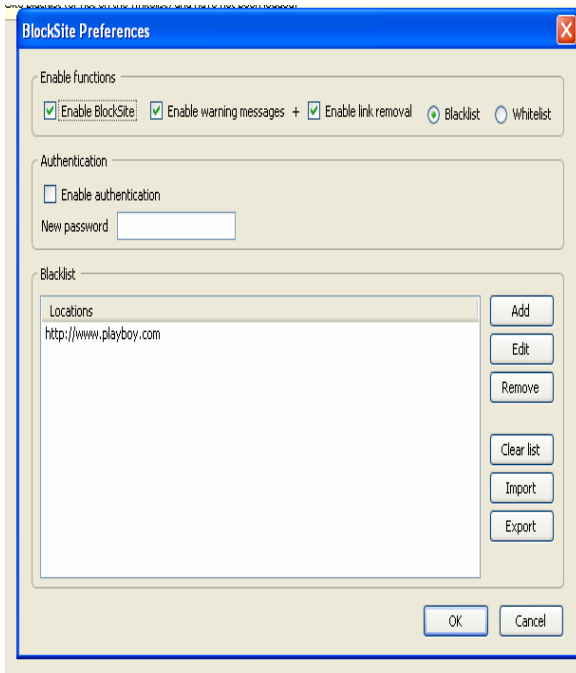 BlockSite Preferences
Enable functions
Enable BlockSite Enable warning messages + Enable link removal Blacklist Whitelist
Authentication
Enable authentication
New password
Blacklist
Locations
http://www.playboy.com
Add
Edit
Remove
Clear list
Import
Export
OK Cancel